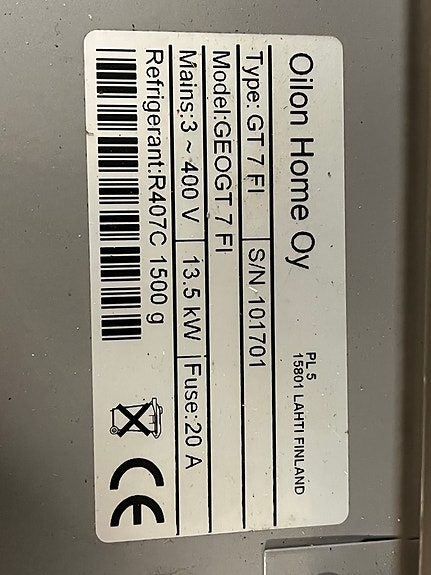 Oilon Home Oy
PL 5
15801 LAHTI FINLAND
Type: GT 7 FI S/N 101701
Model:GEOGT 7 FI
Mains:3 ~ 400 V 13.5 kW Fuse:20 A
Refrigerant:R407C 1500 g
CE